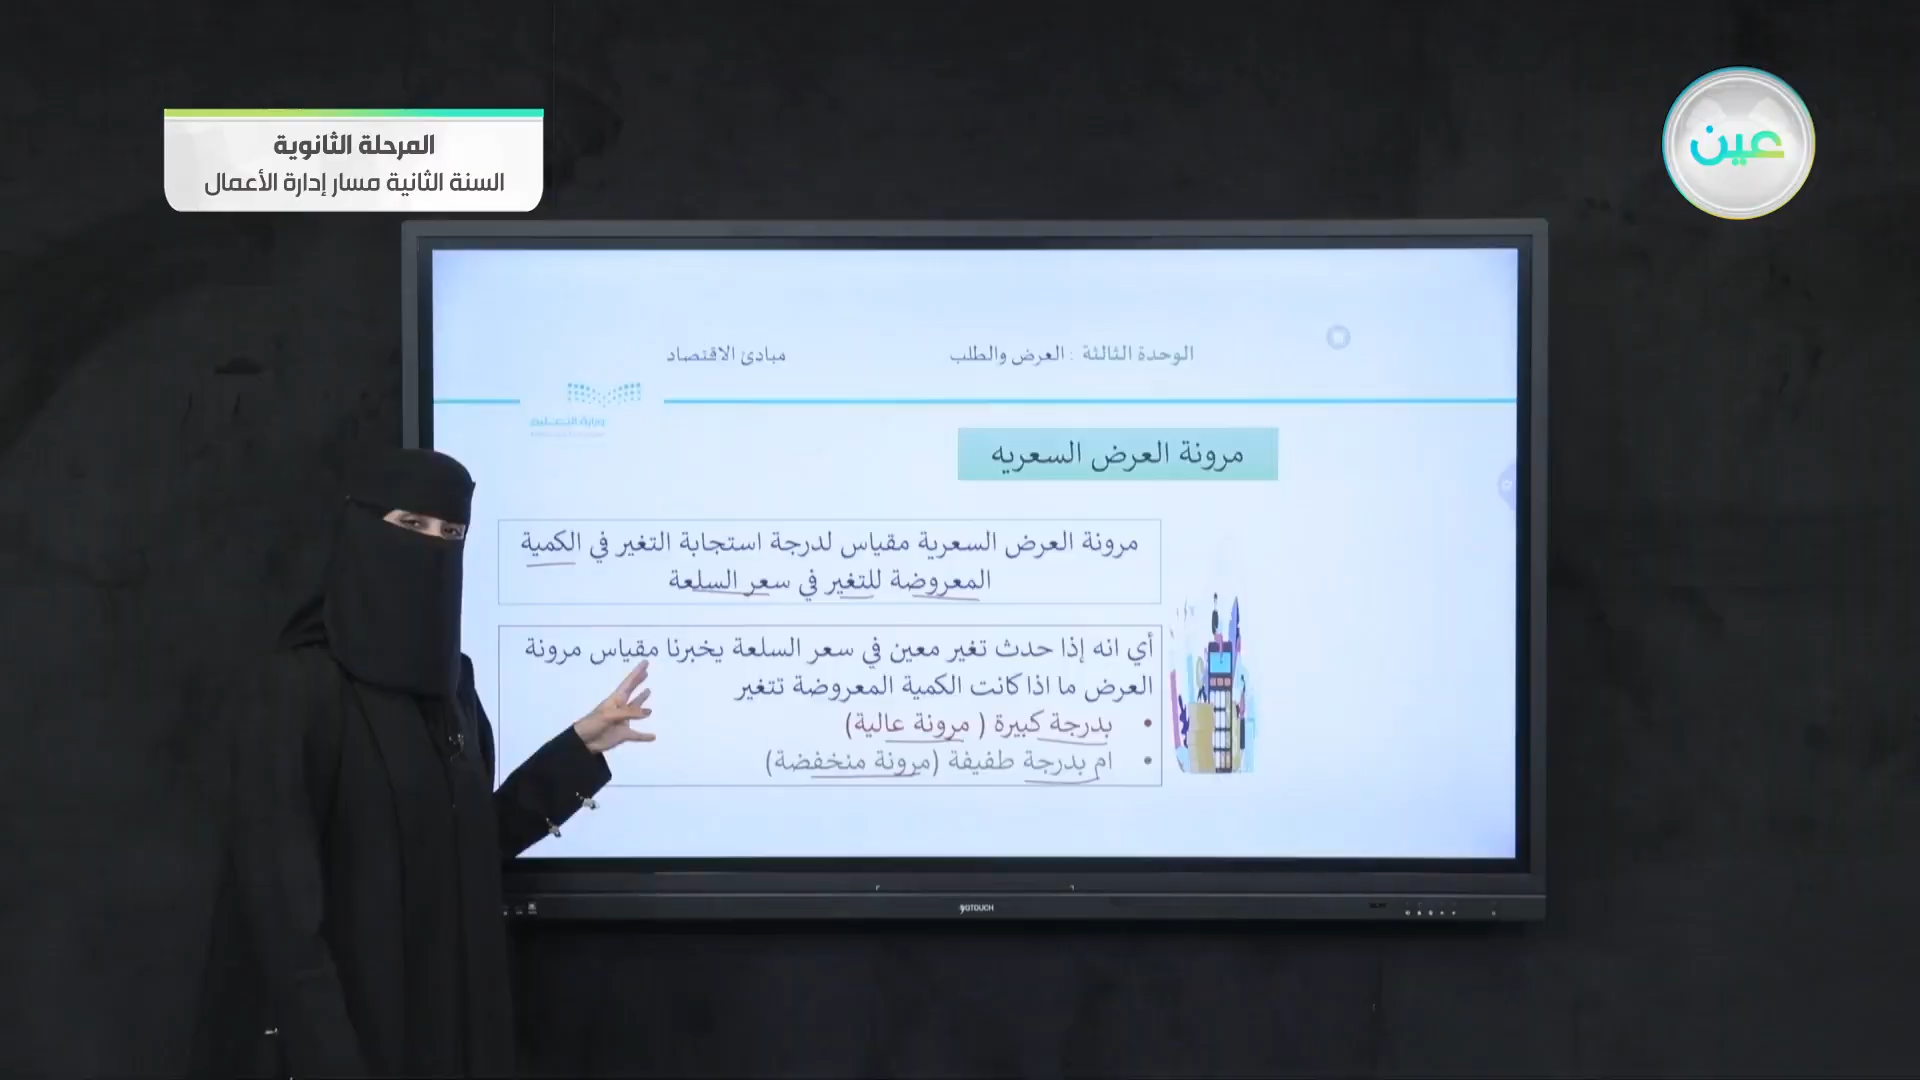 المرحلة الثانوية
السنة الثانية مسار إدارة الأعمال
عين
الوحدة الثالثة : العرض والطلب
مبادئ الاقتصاد
وزارة التعليم
مرونة العرض السعريه
مرونة العرض السعرية مقياس لدرجة استجابة التغير في الكمية
المعروضة للتغير في سعر السلعة
أي انه إذا حدث تغير معين في سعر السلعة يخبرنا مقياس مرونة
العرض ما اذا كانت الكمية المعروضة تتغير
• بدرجة كبيرة ( مرونة عالية)
• ام بدرجة طفيفة (مرونة منخفضة)